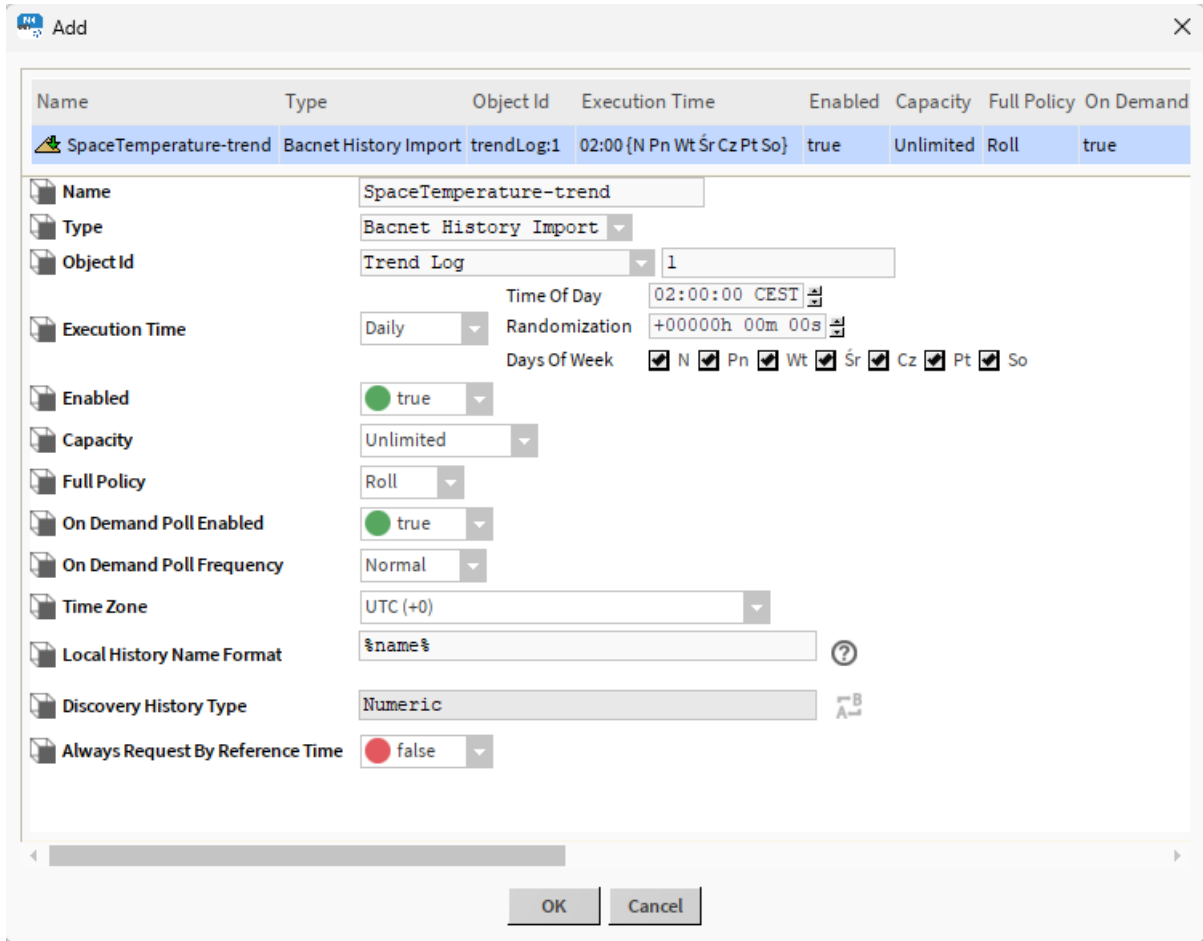 N4
Add
Name Type Object Id Execution Time Enabled Capacity Full Policy On Demand
SpaceTemperature-trend Bacnet History Import trendLog:1 02:00 {N Pn Wt Śr Cz Pt So} true Unlimited Roll true
Name SpaceTemperature-trend
Type Bacnet History Import
Object Id Trend Log 1
Time Of Day 02:00:00 CEST
Execution Time Daily Randomization +00000h 00m 00s
Days Of Week N Pn Wt Śr Cz Pt So
Enabled true
Capacity Unlimited
Full Policy Roll
On Demand Poll Enabled true
On Demand Poll Frequency Normal
Time Zone UTC (+0)
Local History Name Format %name% ?
Discovery History Type Numeric A B
Always Request By Reference Time false
OK Cancel